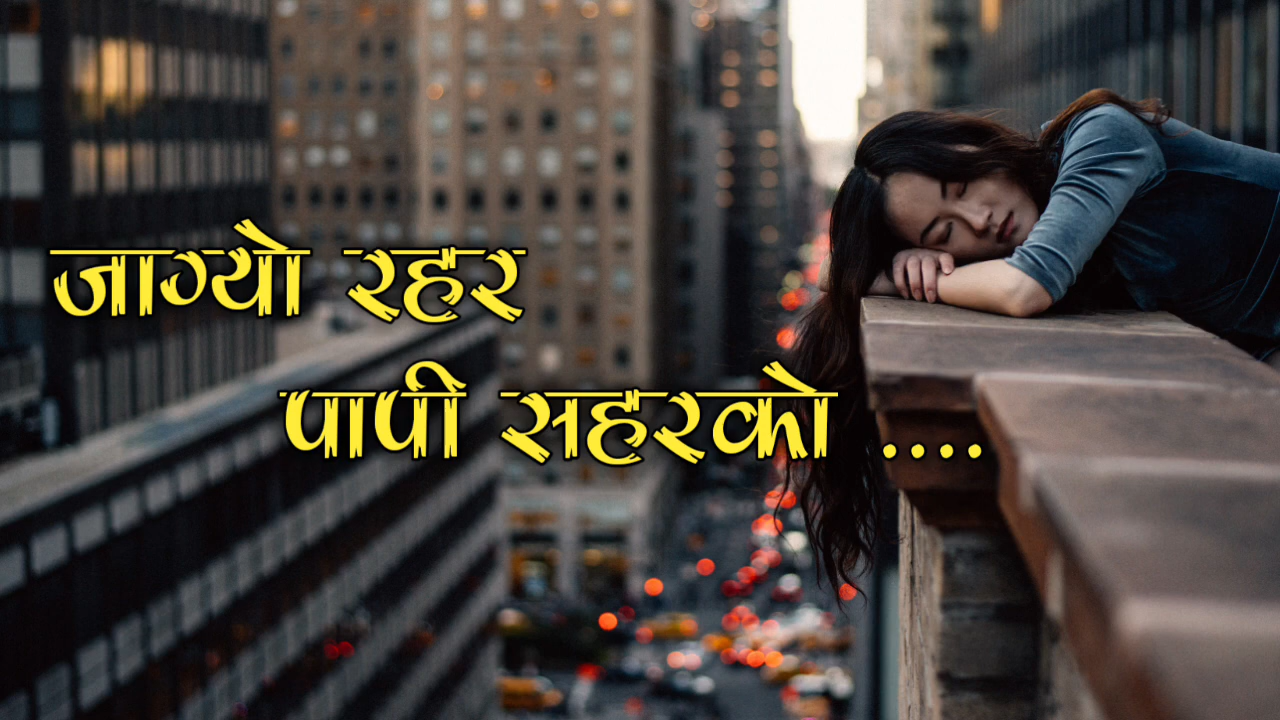 जाग्यो रहर
पापी सहरको ....